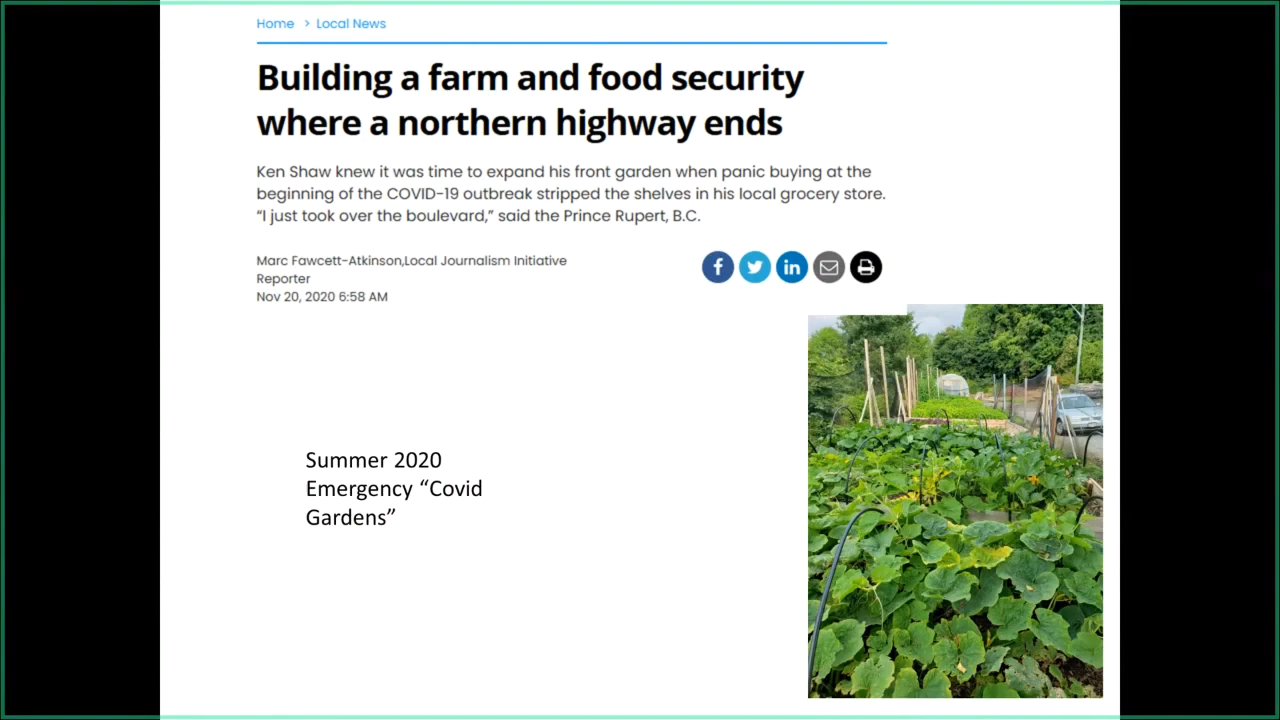 Home > Local News
Building a farm and food security
where a northern highway ends
Ken Shaw knew it was time to expand his front garden when panic buying at the
beginning of the COVID-19 outbreak stripped the shelves in his local grocery store.
“I just took over the boulevard,” said the Prince Rupert, B.C.
Marc Fawcett-Atkinson,Local Journalism Initiative
Reporter
Nov 20, 2020 6:58 AM
Summer 2020
Emergency “Covid
Gardens”